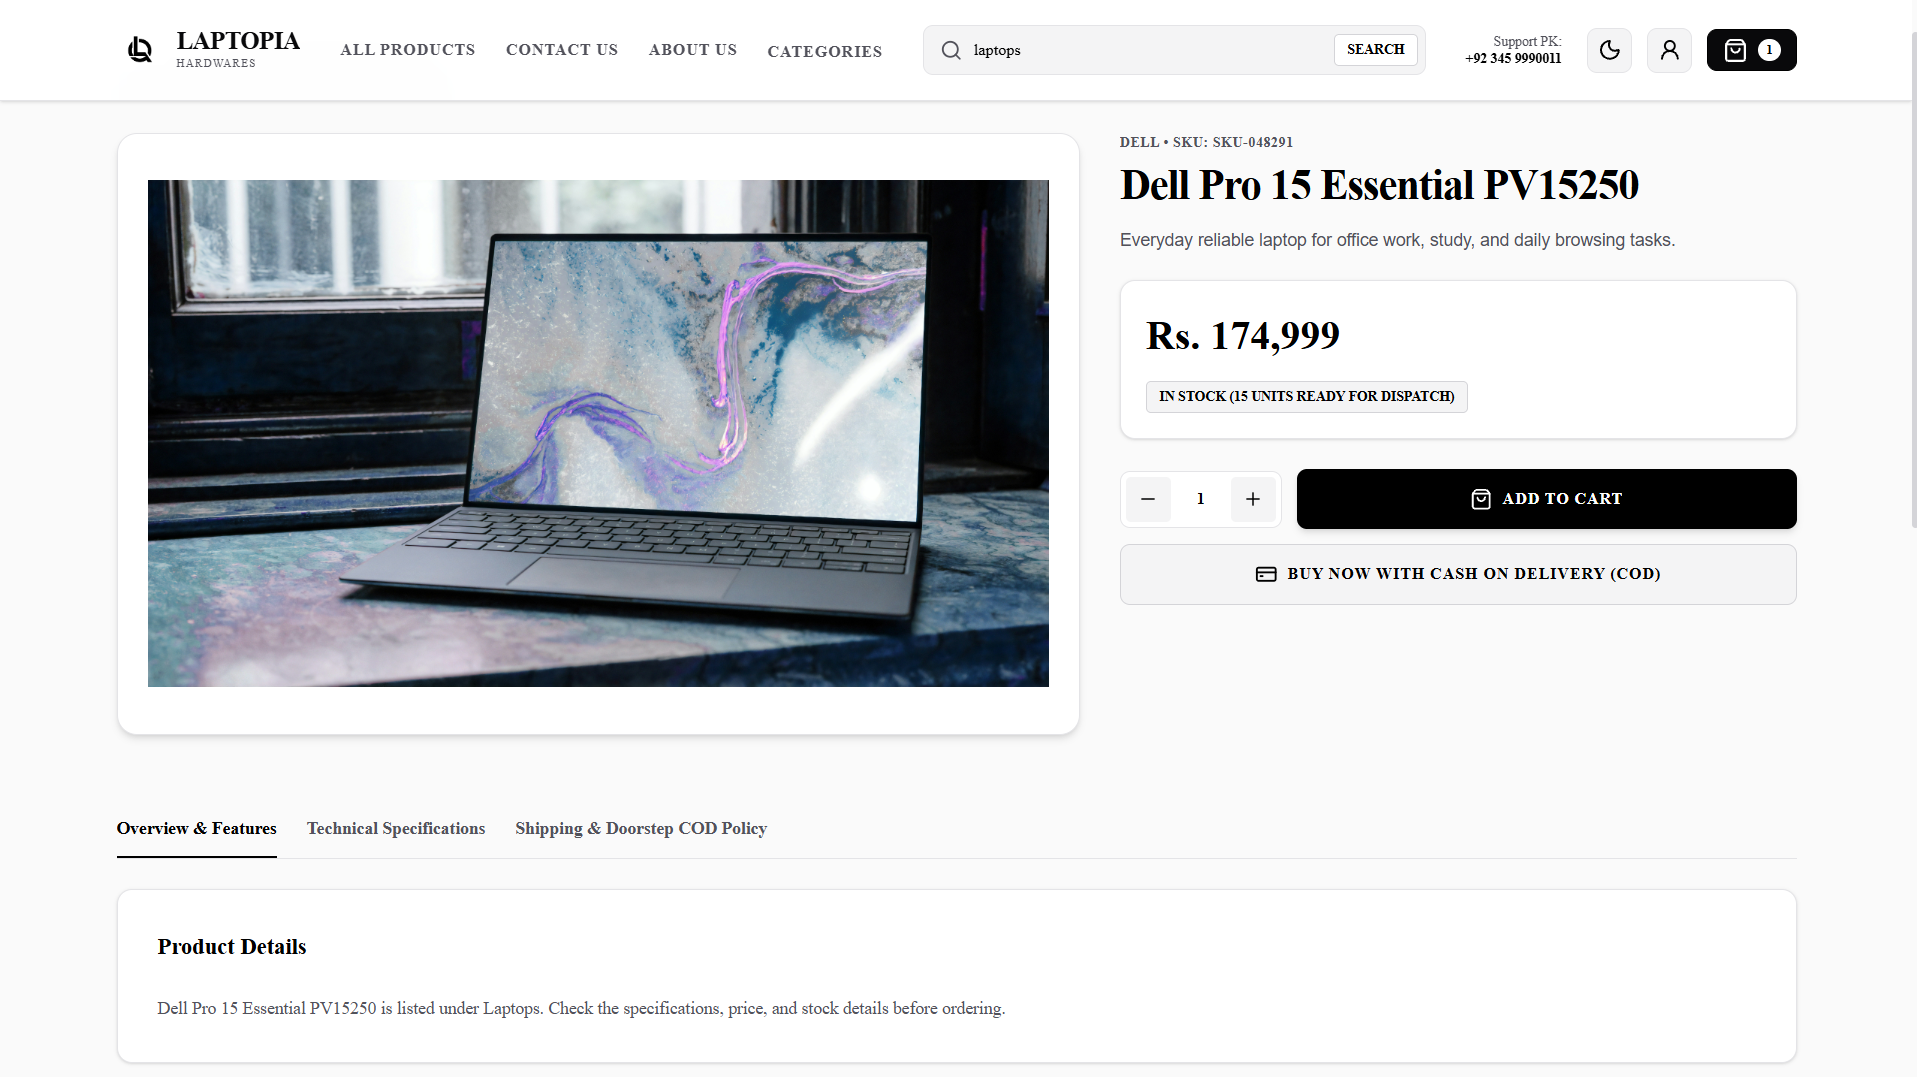 LAPTOPIA
HARDWARES
ALL PRODUCTS
CONTACT US
ABOUT US
CATEGORIES
laptops
SEARCH
Support PK:
+92 345 9990011
1
DELL • SKU: SKU-048291
Dell Pro 15 Essential PV15250
Everyday reliable laptop for office work, study, and daily browsing tasks.
Rs. 174,999
IN STOCK (15 UNITS READY FOR DISPATCH)
1
ADD TO CART
BUY NOW WITH CASH ON DELIVERY (COD)
Overview & Features
Technical Specifications
Shipping & Doorstep COD Policy
Product Details
Dell Pro 15 Essential PV15250 is listed under Laptops. Check the specifications, price, and stock details before ordering.